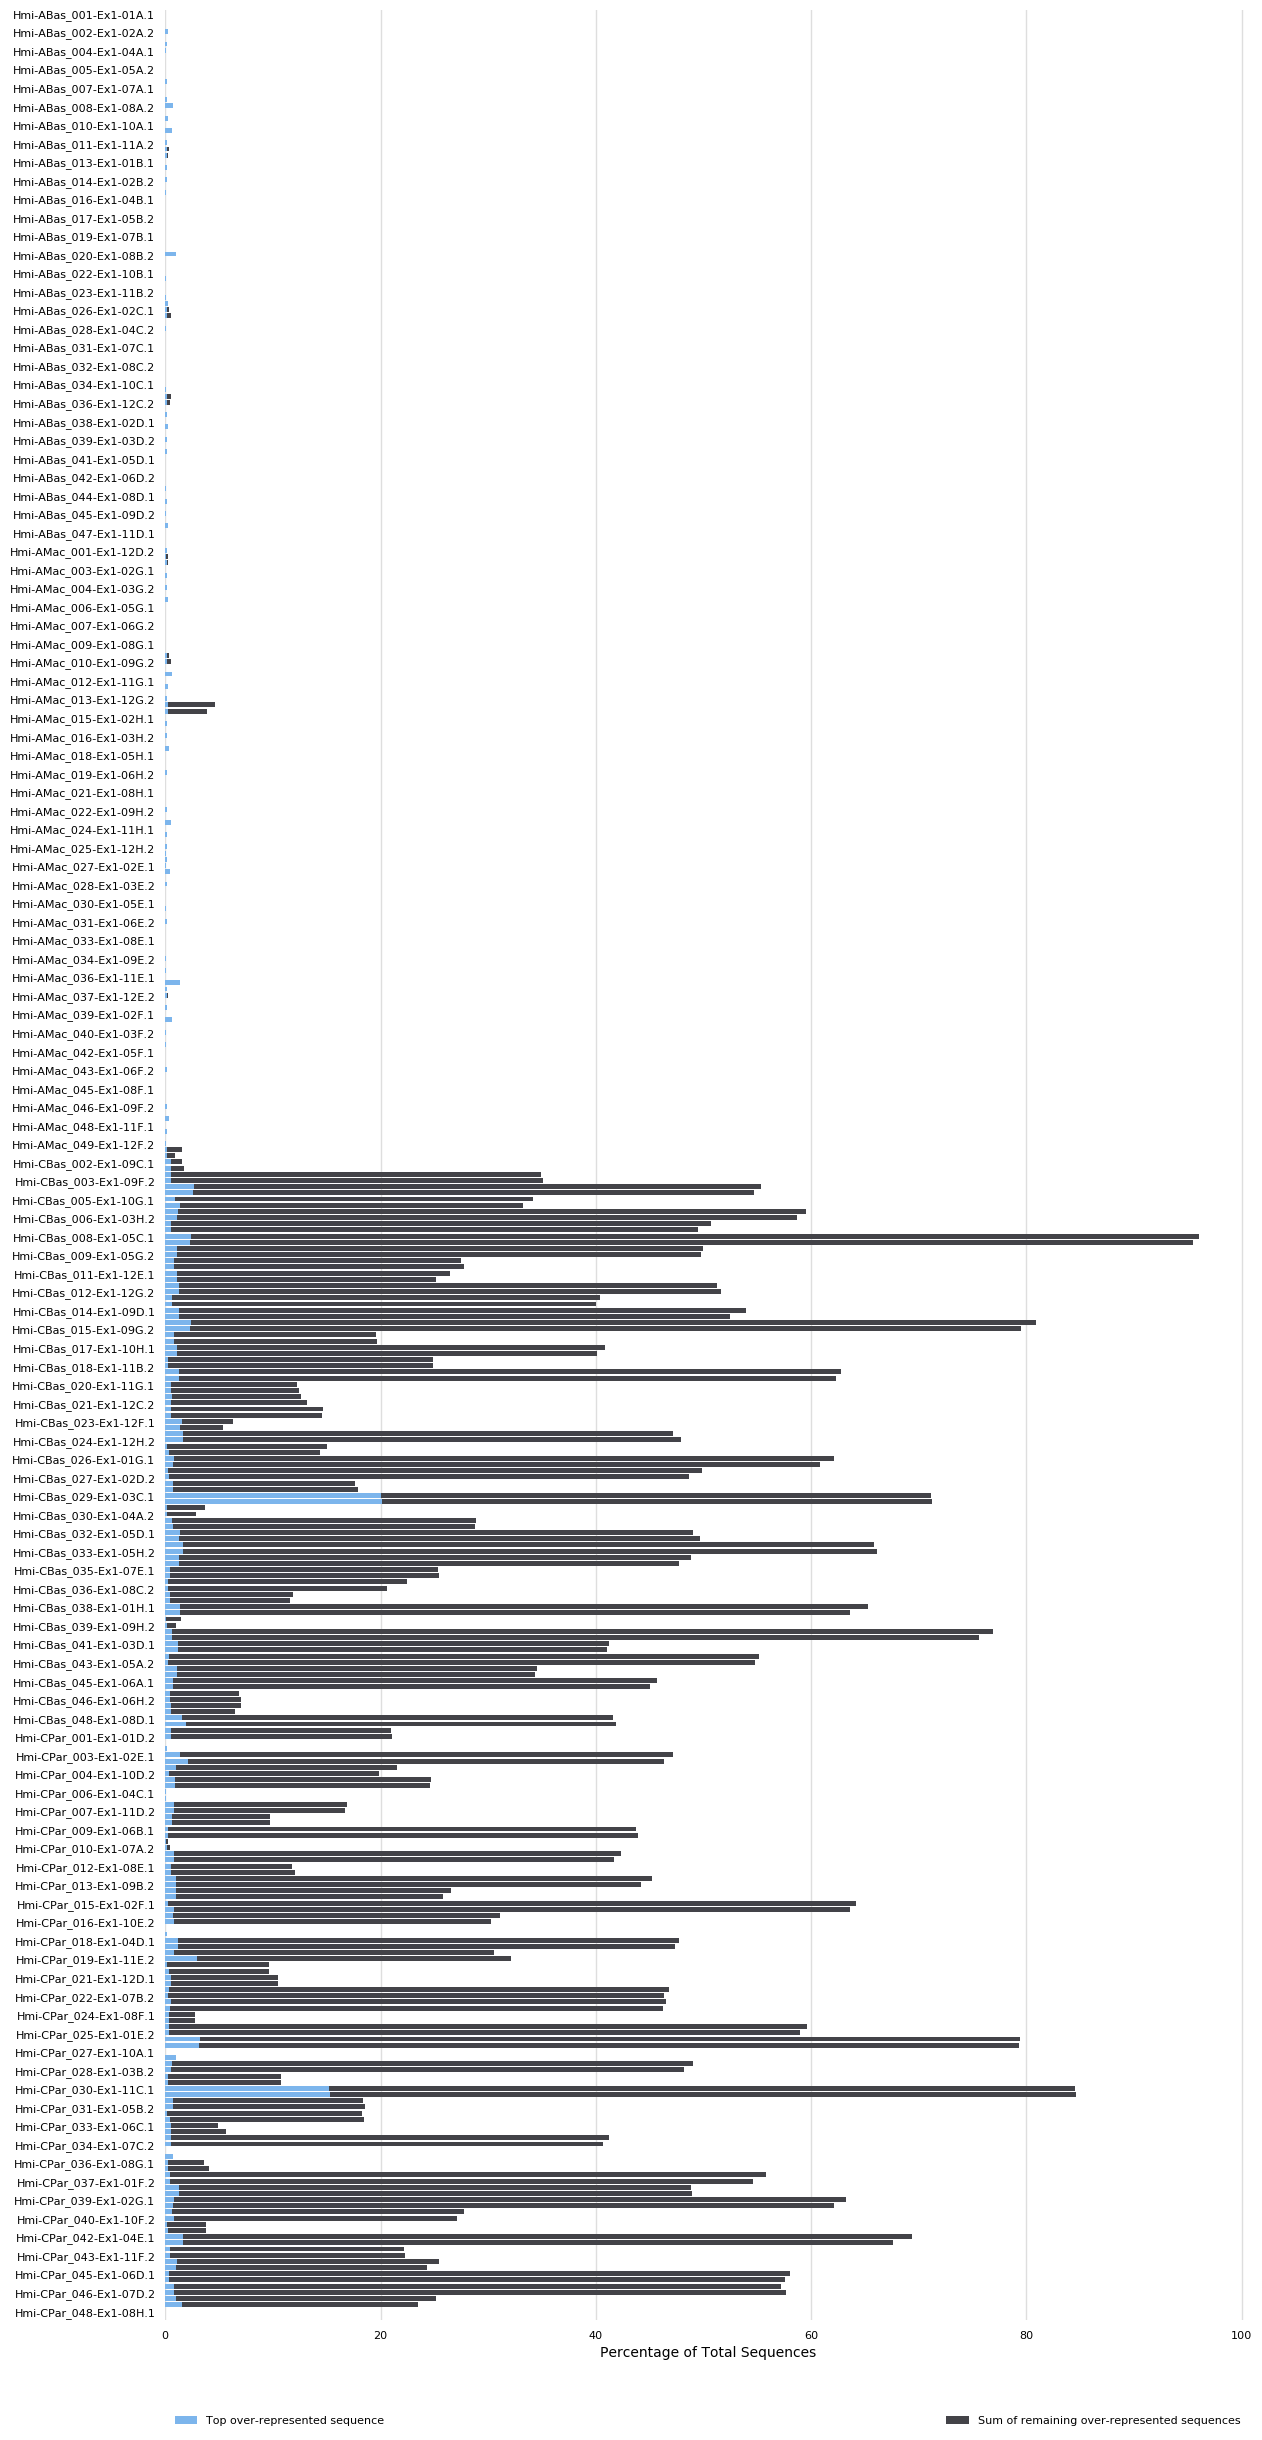 Hmi-ABas_001-Ex1-01A.1
Hmi-ABas_002-Ex1-02A.2
Hmi-ABas_004-Ex1-04A.1
Hmi-ABas_005-Ex1-05A.2
Hmi-ABas_007-Ex1-07A.1
Hmi-ABas_008-Ex1-08A.2
Hmi-ABas_010-Ex1-10A.1
Hmi-ABas_011-Ex1-11A.2
Hmi-ABas_013-Ex1-01B.1
Hmi-ABas_014-Ex1-02B.2
Hmi-ABas_016-Ex1-04B.1
Hmi-ABas_017-Ex1-05B.2
Hmi-ABas_019-Ex1-07B.1
Hmi-ABas_020-Ex1-08B.2
Hmi-ABas_022-Ex1-10B.1
Hmi-ABas_023-Ex1-11B.2
Hmi-ABas_026-Ex1-02C.1
Hmi-ABas_028-Ex1-04C.2
Hmi-ABas_031-Ex1-07C.1
Hmi-ABas_032-Ex1-08C.2
Hmi-ABas_034-Ex1-10C.1
Hmi-ABas_036-Ex1-12C.2
Hmi-ABas_038-Ex1-02D.1
Hmi-ABas_039-Ex1-03D.2
Hmi-ABas_041-Ex1-05D.1
Hmi-ABas_042-Ex1-06D.2
Hmi-ABas_044-Ex1-08D.1
Hmi-ABas_045-Ex1-09D.2
Hmi-ABas_047-Ex1-11D.1
Hmi-AMac_001-Ex1-12D.2
Hmi-AMac_003-Ex1-02G.1
Hmi-AMac_004-Ex1-03G.2
Hmi-AMac_006-Ex1-05G.1
Hmi-AMac_007-Ex1-06G.2
Hmi-AMac_009-Ex1-08G.1
Hmi-AMac_010-Ex1-09G.2
Hmi-AMac_012-Ex1-11G.1
Hmi-AMac_013-Ex1-12G.2
Hmi-AMac_015-Ex1-02H.1
Hmi-AMac_016-Ex1-03H.2
Hmi-AMac_018-Ex1-05H.1
Hmi-AMac_019-Ex1-06H.2
Hmi-AMac_021-Ex1-08H.1
Hmi-AMac_022-Ex1-09H.2
Hmi-AMac_024-Ex1-11H.1
Hmi-AMac_025-Ex1-12H.2
Hmi-AMac_027-Ex1-02E.1
Hmi-AMac_028-Ex1-03E.2
Hmi-AMac_030-Ex1-05E.1
Hmi-AMac_031-Ex1-06E.2
Hmi-AMac_033-Ex1-08E.1
Hmi-AMac_034-Ex1-09E.2
Hmi-AMac_036-Ex1-11E.1
Hmi-AMac_037-Ex1-12E.2
Hmi-AMac_039-Ex1-02F.1
Hmi-AMac_040-Ex1-03F.2
Hmi-AMac_042-Ex1-05F.1
Hmi-AMac_043-Ex1-06F.2
Hmi-AMac_045-Ex1-08F.1
Hmi-AMac_046-Ex1-09F.2
Hmi-AMac_048-Ex1-11F.1
Hmi-AMac_049-Ex1-12F.2
Hmi-CBas_002-Ex1-09C.1
Hmi-CBas_003-Ex1-09F.2
Hmi-CBas_005-Ex1-10G.1
Hmi-CBas_006-Ex1-03H.2
Hmi-CBas_008-Ex1-05C.1
Hmi-CBas_009-Ex1-05G.2
Hmi-CBas_011-Ex1-12E.1
Hmi-CBas_012-Ex1-12G.2
Hmi-CBas_014-Ex1-09D.1
Hmi-CBas_015-Ex1-09G.2
Hmi-CBas_017-Ex1-10H.1
Hmi-CBas_018-Ex1-11B.2
Hmi-CBas_020-Ex1-11G.1
Hmi-CBas_021-Ex1-12C.2
Hmi-CBas_023-Ex1-12F.1
Hmi-CBas_024-Ex1-12H.2
Hmi-CBas_026-Ex1-01G.1
Hmi-CBas_027-Ex1-02D.2
Hmi-CBas_029-Ex1-03C.1
Hmi-CBas_030-Ex1-04A.2
Hmi-CBas_032-Ex1-05D.1
Hmi-CBas_033-Ex1-05H.2
Hmi-CBas_035-Ex1-07E.1
Hmi-CBas_036-Ex1-08C.2
Hmi-CBas_038-Ex1-01H.1
Hmi-CBas_039-Ex1-09H.2
Hmi-CBas_041-Ex1-03D.1
Hmi-CBas_043-Ex1-05A.2
Hmi-CBas_045-Ex1-06A.1
Hmi-CBas_046-Ex1-06H.2
Hmi-CBas_048-Ex1-08D.1
Hmi-CPar_001-Ex1-01D.2
Hmi-CPar_003-Ex1-02E.1
Hmi-CPar_004-Ex1-10D.2
Hmi-CPar_006-Ex1-04C.1
Hmi-CPar_007-Ex1-11D.2
Hmi-CPar_009-Ex1-06B.1
Hmi-CPar_010-Ex1-07A.2
Hmi-CPar_012-Ex1-08E.1
Hmi-CPar_013-Ex1-09B.2
Hmi-CPar_015-Ex1-02F.1
Hmi-CPar_016-Ex1-10E.2
Hmi-CPar_018-Ex1-04D.1
Hmi-CPar_019-Ex1-11E.2
Hmi-CPar_021-Ex1-12D.1
Hmi-CPar_022-Ex1-07B.2
Hmi-CPar_024-Ex1-08F.1
Hmi-CPar_025-Ex1-01E.2
Hmi-CPar_027-Ex1-10A.1
Hmi-CPar_028-Ex1-03B.2
Hmi-CPar_030-Ex1-11C.1
Hmi-CPar_031-Ex1-05B.2
Hmi-CPar_033-Ex1-06C.1
Hmi-CPar_034-Ex1-07C.2
Hmi-CPar_036-Ex1-08G.1
Hmi-CPar_037-Ex1-01F.2
Hmi-CPar_039-Ex1-02G.1
Hmi-CPar_040-Ex1-10F.2
Hmi-CPar_042-Ex1-04E.1
Hmi-CPar_043-Ex1-11F.2
Hmi-CPar_045-Ex1-06D.1
Hmi-CPar_046-Ex1-07D.2
Hmi-CPar_048-Ex1-08H.1
0 20 40 60 80 100
Percentage of Total Sequences
Top over-represented sequence Sum of remaining over-represented sequences